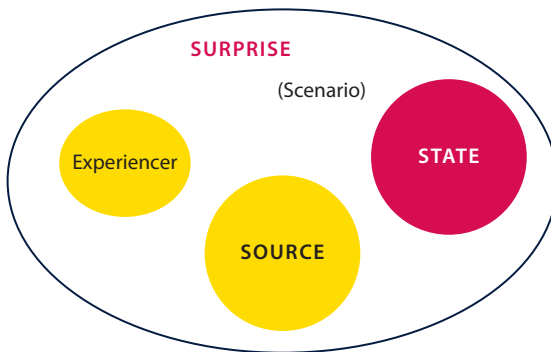 SURPRISE
(Scenario)
Experiencer
STATE
SOURCE